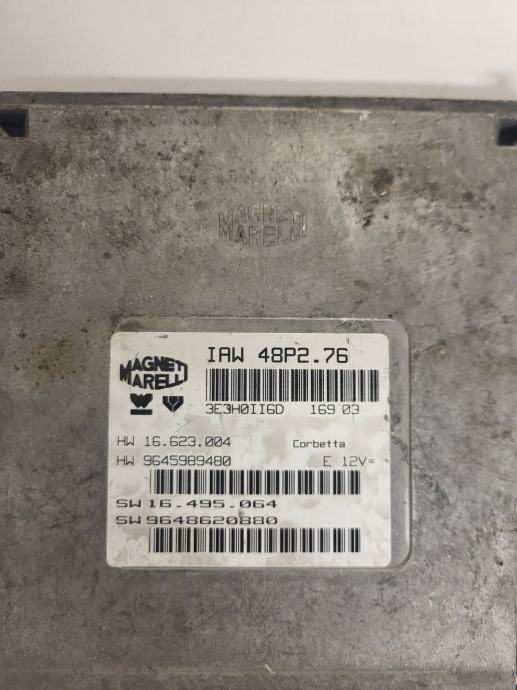 MAGNETI
MARELLI
IAW 48P2.76
MAGNETI
MARELLI
3E3H0II6D 169 03
HW 16.623.004 Corbetta
HW 9645989480 E 12V=
SW 16.495.064
SW 9648620880